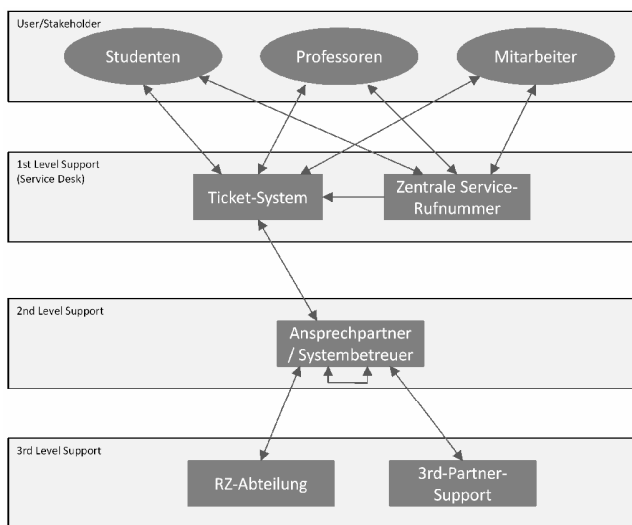 User/Stakeholder
Studenten
Professoren
Mitarbeiter
1st Level Support
(Service Desk)
Ticket-System
Zentrale Service-
Rufnummer
2nd Level Support
Ansprechpartner
/ Systembetreuer
3rd Level Support
RZ-Abteilung
3rd-Partner-
Support